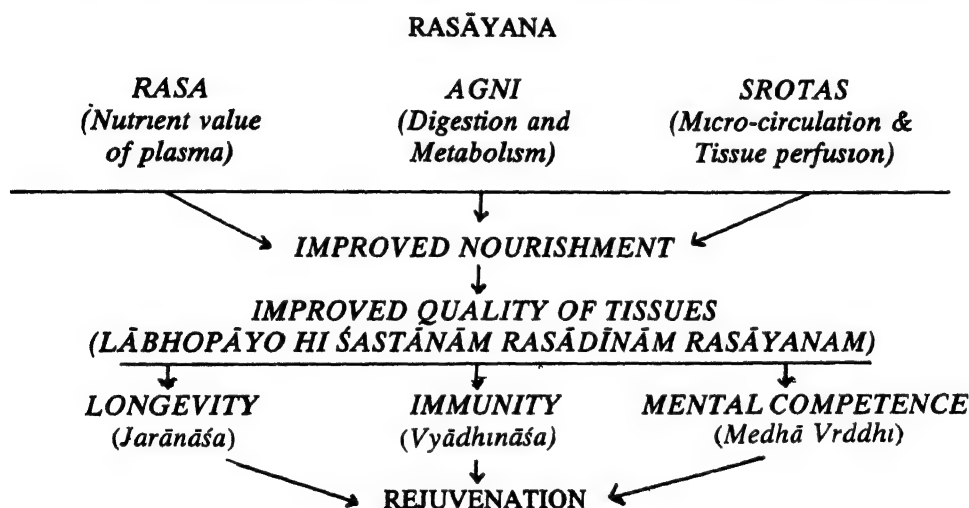 RASĀYANA
RASA AGNI SROTAS
(Nutrient value (Digestion and (Micro-circulation &
of plasma) Metabolism) Tissue perfusion)
IMPROVED NOURISHMENT
IMPROVED QUALITY OF TISSUES
(LĀBHOPĀYO HI ŚASTĀNĀM RASĀDĪNĀM RASĀYANAM)
LONGEVITY IMMUNITY MENTAL COMPETENCE
(Jarānāśa) (Vyādhināśa) (Medhā Vrddhi)
REJUVENATION